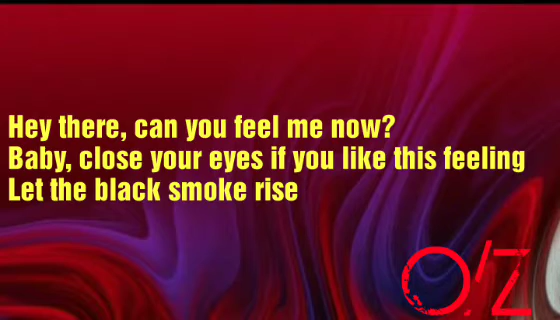 Hey there, can you feel me now?
Baby, close your eyes if you like this feeling
Let the black smoke rise
O/Z